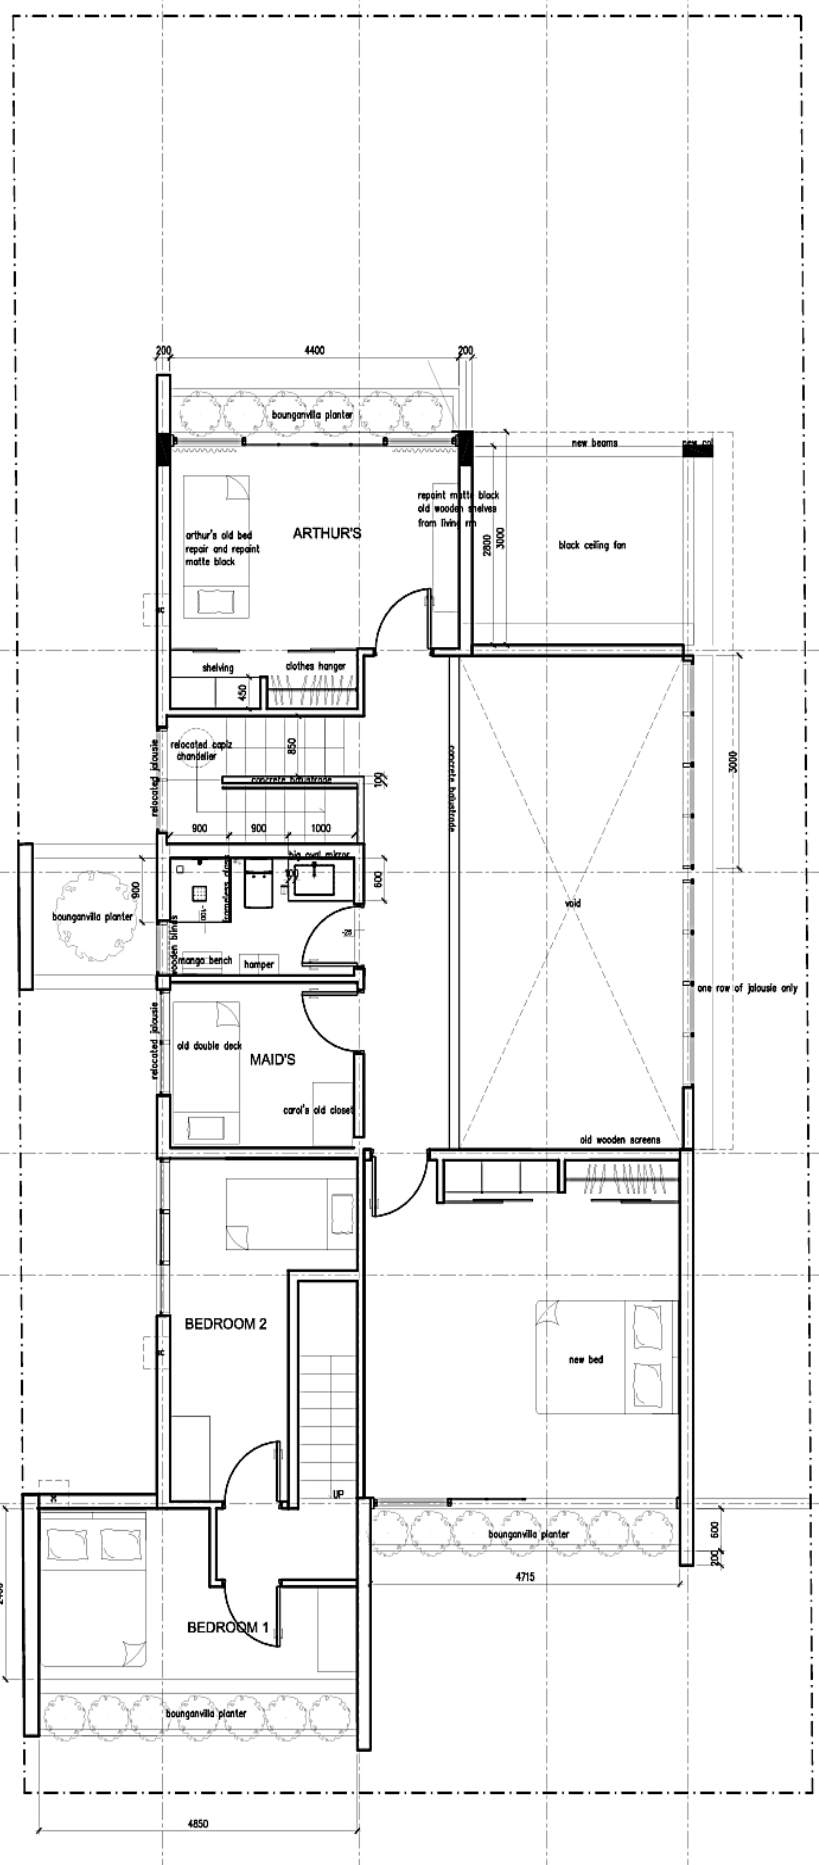 200
4400
200
bounganvilla planter
new beams
new col
repaint matte black
old wooden shelves
from living rm
ARTHUR'S
arthur's old bed
repair and repaint
matte black
2800
3000
black ceiling fan
shelving
clothes hanger
450
relocated capiz
chandelier
850
relocated jalousie
concrete balustrade
100
concrete balustrade
3000
900
900
1000
big oval mirror
100
600
frameless glass
900
bounganvilla planter
-100
-25
void
wooden blinds
manga bench
hamper
one row of jalousie only
relocated jalousie
old double deck
MAID'S
carol's old closet
old wooden screens
BEDROOM 2
new bed
UP
bounganvilla planter
600
200
4715
BEDROOM 1
bounganvilla planter
4850